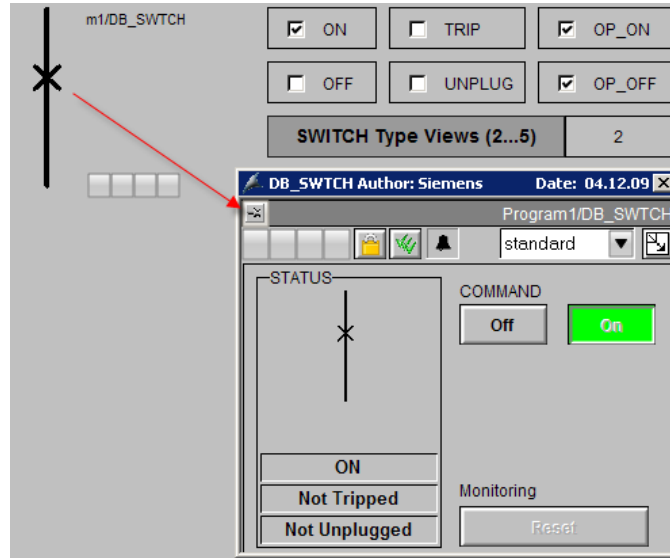 m1/DB_SWTCH
ON
TRIP
OP_ON
OFF
UNPLUG
OP_OFF
SWITCH Type Views (2...5)
2
DB_SWTCH Author: Siemens Date: 04.12.09
Program1/DB_SWTCH
standard
STATUS
COMMAND
Off
On
ON
Not Tripped
Not Unplugged
Monitoring
Reset